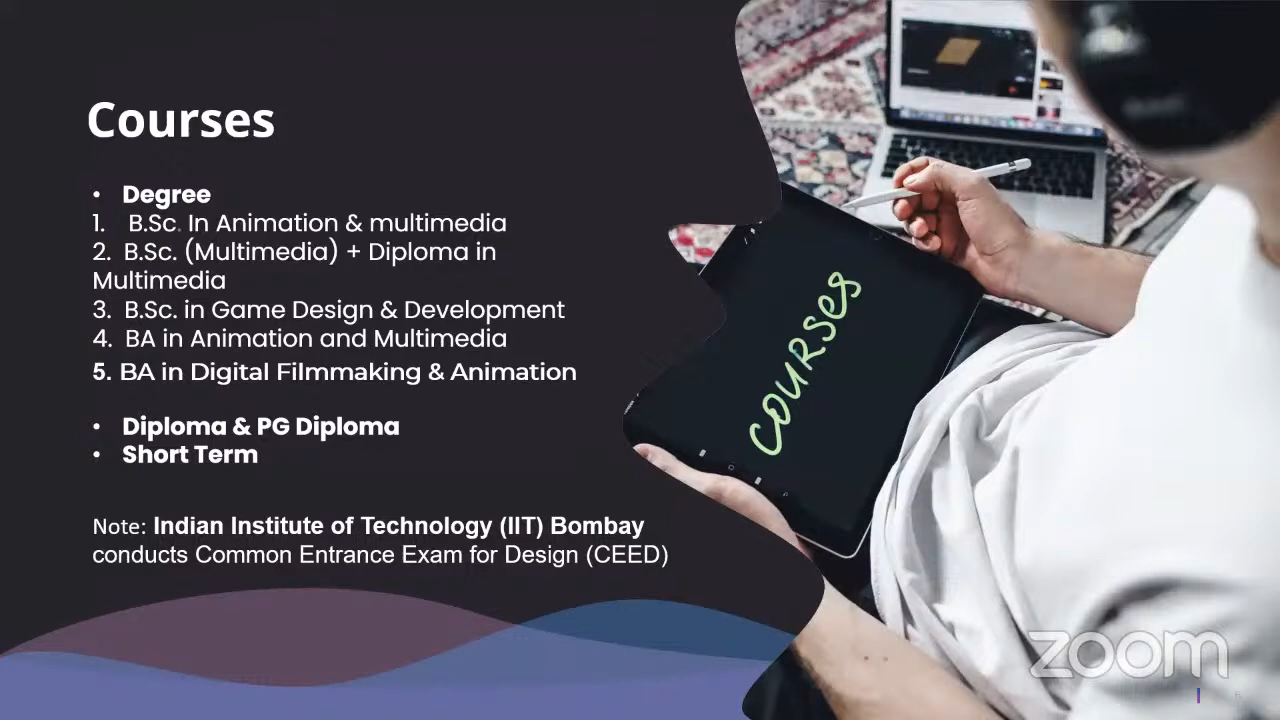 Courses
• Degree
1. B.Sc. In Animation & multimedia
2. B.Sc. (Multimedia) + Diploma in
Multimedia
3. B.Sc. in Game Design & Development
4. BA in Animation and Multimedia
5. BA in Digital Filmmaking & Animation
• Diploma & PG Diploma
• Short Term
Note: Indian Institute of Technology (IIT) Bombay
conducts Common Entrance Exam for Design (CEED)
COURSES
zoom